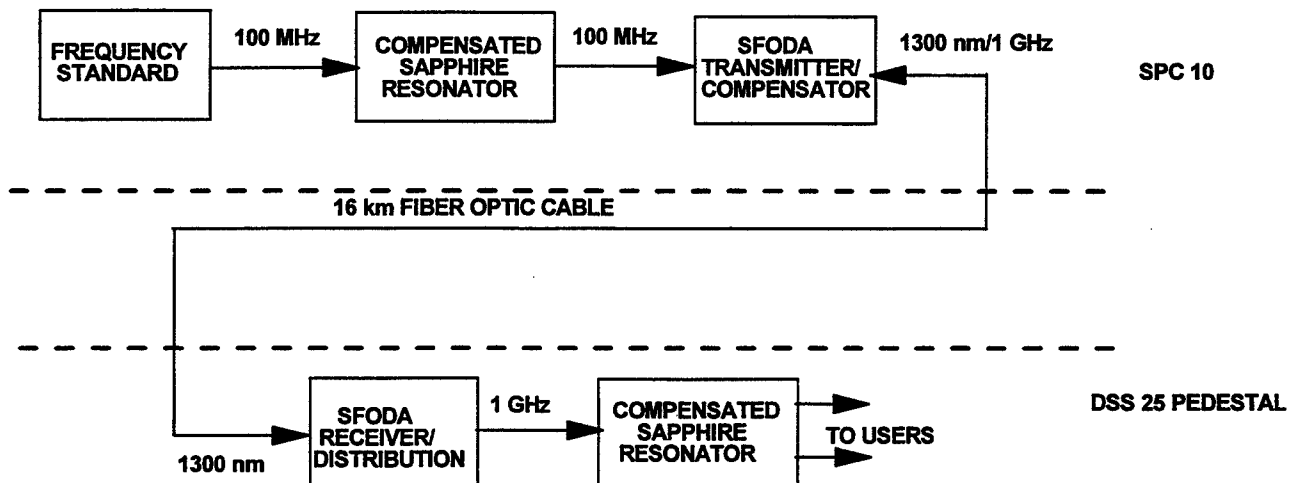 FREQUENCY
STANDARD
100 MHz
COMPENSATED
SAPPHIRE
RESONATOR
100 MHz
SFODA
TRANSMITTER/
COMPENSATOR
1300 nm/1 GHz
SPC 10
16 km FIBER OPTIC CABLE
1300 nm
SFODA
RECEIVER/
DISTRIBUTION
1 GHz
COMPENSATED
SAPPHIRE
RESONATOR
TO USERS
DSS 25 PEDESTAL